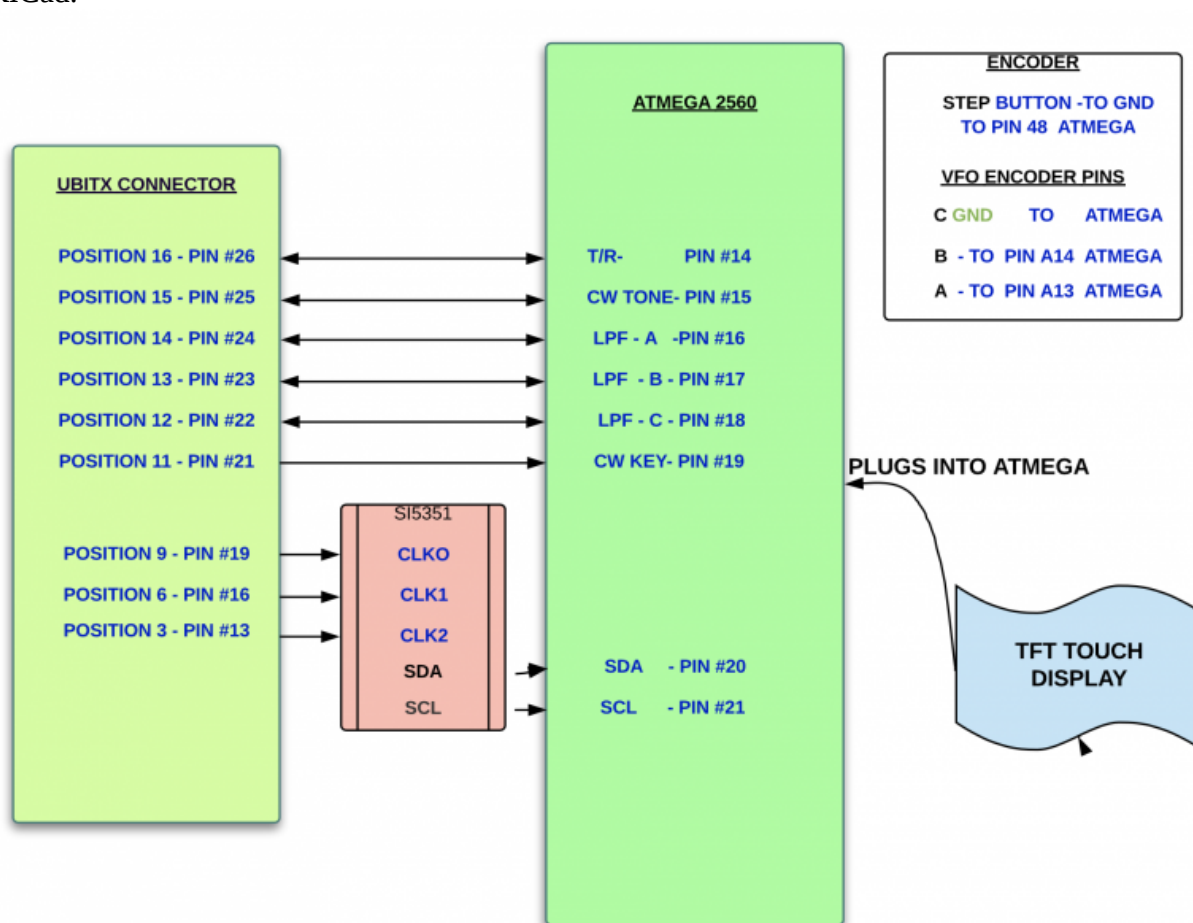 ATMEGA 2560
UBITX CONNECTOR
POSITION 16 - PIN #26
POSITION 15 - PIN #25
POSITION 14 - PIN #24
POSITION 13 - PIN #23
POSITION 12 - PIN #22
POSITION 11 - PIN #21
POSITION 9 - PIN #19
POSITION 6 - PIN #16
POSITION 3 - PIN #13
T/R- PIN #14
CW TONE- PIN #15
LPF - A -PIN #16
LPF - B - PIN #17
LPF - C - PIN #18
CW KEY- PIN #19
SDA - PIN #20
SCL - PIN #21
SI5351
CLKO
CLK1
CLK2
SDA
SCL
ENCODER
STEP BUTTON -TO GND
TO PIN 48 ATMEGA
VFO ENCODER PINS
C GND TO ATMEGA
B - TO PIN A14 ATMEGA
A - TO PIN A13 ATMEGA
PLUGS INTO ATMEGA
TFT TOUCH
DISPLAY